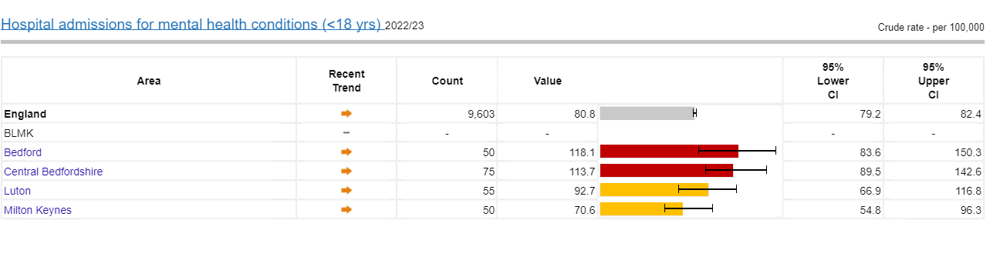 Hospital admissions for mental health conditions (<18 yrs) 2022/23
Crude rate - per 100,000
Area Recent Trend Count Value 95% Lower CI 95% Upper CI
England 9,603 80.8 79.2 82.4
BLMK - - - - -
Bedford 50 118.1 83.6 150.3
Central Bedfordshire 75 113.7 89.5 142.6
Luton 55 92.7 66.9 116.8
Milton Keynes 50 70.6 54.8 96.3